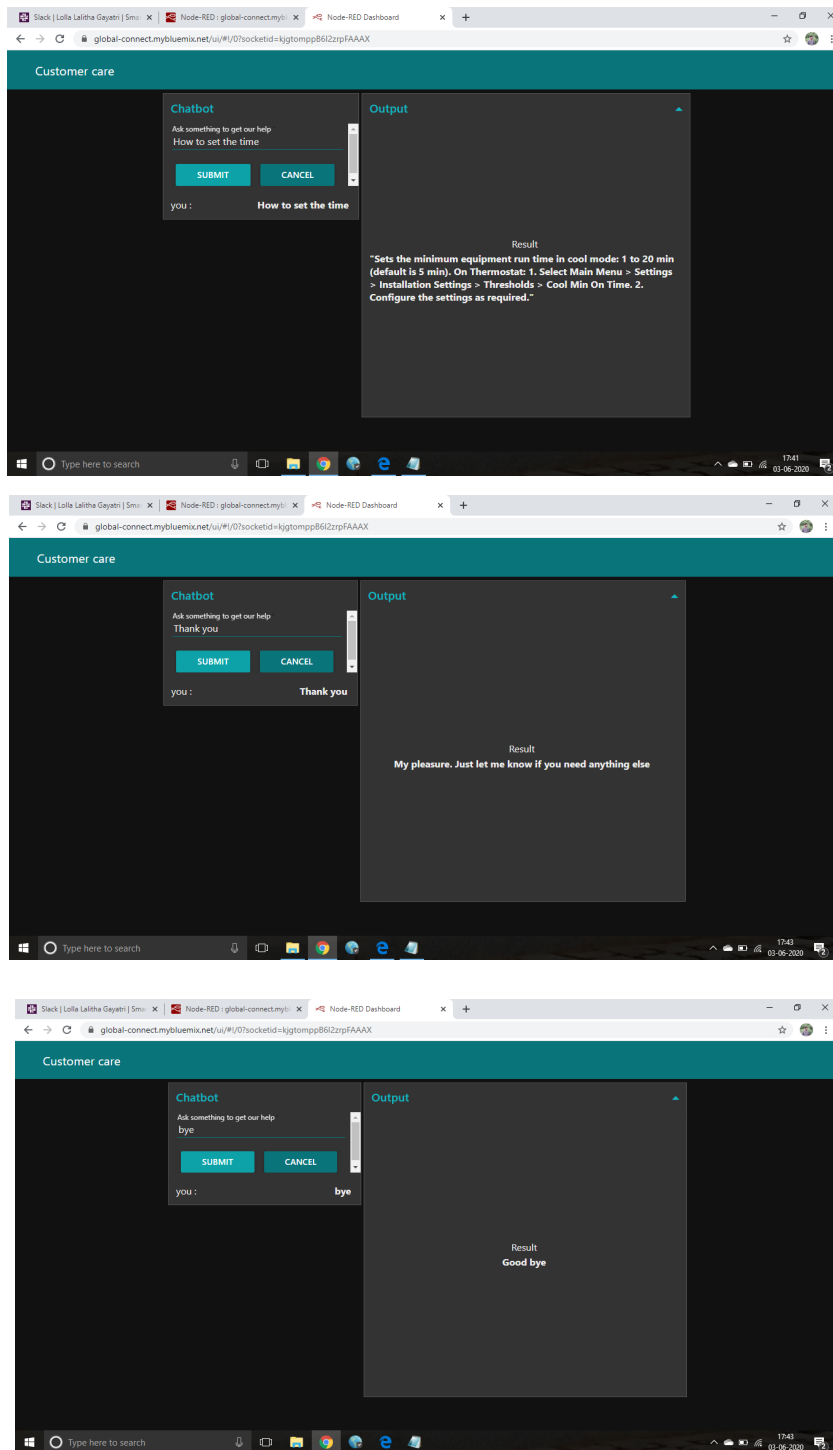 Slack | Lolla Lalitha Gayatri | Sma
Node-RED : global-connect.mybl
Node-RED Dashboard
global-connect.mybluemix.net/ui/#!/0?socketid=kjgtomppB6I2zrpFAAAX
Customer care
Chatbot
Ask something to get our help
How to set the time
SUBMIT CANCEL
you : How to set the time
Output
Result
"Sets the minimum equipment run time in cool mode: 1 to 20 min
(default is 5 min). On Thermostat: 1. Select Main Menu > Settings
> Installation Settings > Thresholds > Cool Min On Time. 2.
Configure the settings as required."
Type here to search
17:41
03-06-2020
2
Slack | Lolla Lalitha Gayatri | Sma
Node-RED : global-connect.mybl
Node-RED Dashboard
global-connect.mybluemix.net/ui/#!/0?socketid=kjgtomppB6I2zrpFAAAX
Customer care
Chatbot
Ask something to get our help
Thank you
SUBMIT CANCEL
you : Thank you
Output
Result
My pleasure. Just let me know if you need anything else
Type here to search
17:43
03-06-2020
2
Slack | Lolla Lalitha Gayatri | Sma
Node-RED : global-connect.mybl
Node-RED Dashboard
global-connect.mybluemix.net/ui/#!/0?socketid=kjgtomppB6I2zrpFAAAX
Customer care
Chatbot
Ask something to get our help
bye
SUBMIT CANCEL
you : bye
Output
Result
Good bye
Type here to search
17:43
03-06-2020
2